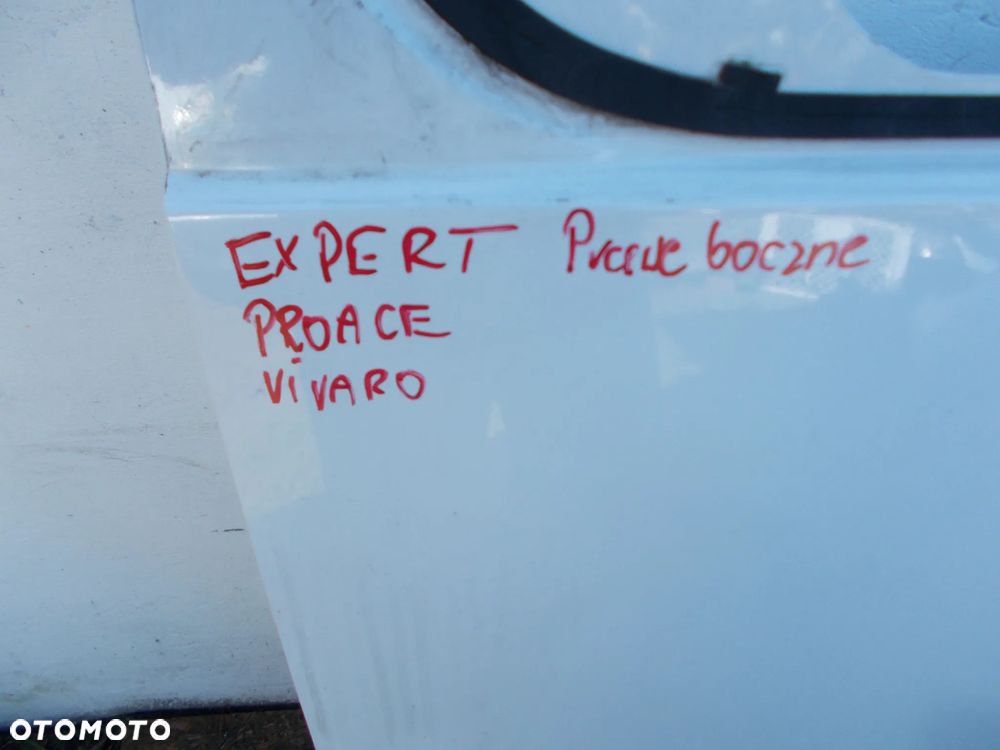 EXPERT Prawe boczne
PROACE
VIVARO
OTOMOTO